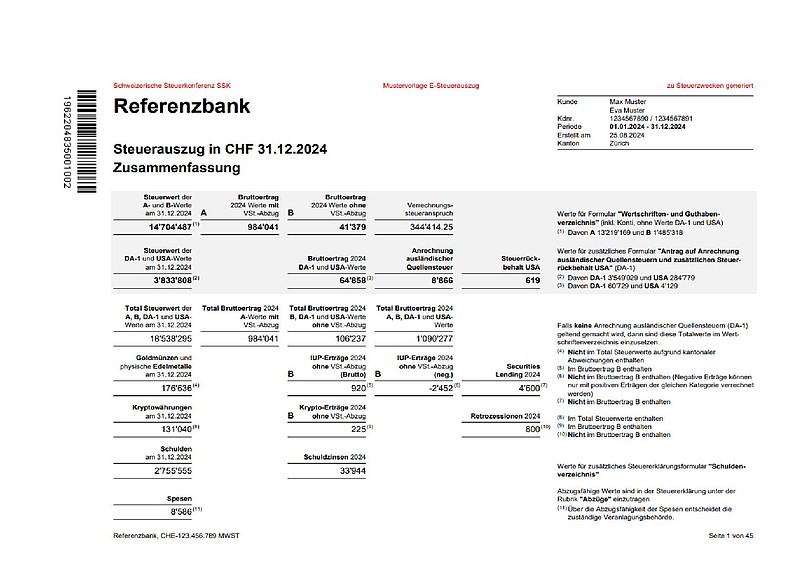 Schweizerische Steuerkonferenz SSK
Mustervorlage E-Steuerauszug
zu Steuerzwecken generiert
1962204835001002
Referenzbank
Kunde Max Muster
Eva Muster
Kdnr. 1234567890 / 1234567891
Periode 01.01.2024 - 31.12.2024
Erstellt am 25.08.2024
Kanton Zürich
Steuerauszug in CHF 31.12.2024
Zusammenfassung
Steuerwert der
A- und B-Werte
am 31.12.2024
14'704'487 (1)
A
Bruttoertrag
2024 Werte mit
VSt.-Abzug
984'041
B
Bruttoertrag
2024 Werte ohne
VSt.-Abzug
41'379
Verrechnungs-
steueranspruch
344'414.25
Werte für Formular "Wertschriften- und Guthaben-
verzeichnis" (inkl. Konti, ohne Werte DA-1 und USA)
(1) Davon A 13'219'169 und B 1'485'318
Steuerwert der
DA-1 und USA-Werte
am 31.12.2024
3'833'808 (2)
Bruttoertrag 2024
DA-1 und USA-Werte
64'858 (3)
Anrechnung
ausländischer
Quellensteuer
8'866
Steuerrück-
behalt USA
619
Werte für zusätzliches Formular "Antrag auf Anrechnung
ausländischer Quellensteuern und zusätzlichen Steuer-
rückbehalt USA" (DA-1)
(2) Davon DA-1 3'549'029 und USA 284'779
(3) Davon DA-1 60'729 und USA 4'129
Total Steuerwert der
A, B, DA-1 und USA-
Werte am 31.12.2024
18'538'295
Total Bruttoertrag 2024
A-Werte mit
VSt.-Abzug
984'041
Total Bruttoertrag 2024
B, DA-1 und USA-Werte
ohne VSt.-Abzug
106'237
Total Bruttoertrag 2024
A, B, DA-1 und USA-
Werte
1'090'277
Falls keine Anrechnung ausländischer Quellensteuern (DA-1)
geltend gemacht wird, dann sind diese Totalwerte im Wert-
schriftenverzeichnis einzusetzen.
Goldmünzen und
physische Edelmetalle
am 31.12.2024
176'636 (4)
B
IUP-Erträge 2024
ohne VSt.-Abzug
(Brutto)
920 (5)
B
IUP-Erträge 2024
ohne VSt.-Abzug
(neg.)
-2'452 (6)
Securities
Lending 2024
4'600 (7)
(4) Nicht im Total Steuerwerte aufgrund kantonaler
Abweichungen enthalten
(5) Im Bruttoertrag B enthalten
(6) Nicht im Bruttoertrag B enthalten (Negative Erträge können
nur mit positiven Erträgen der gleichen Kategorie verrechnet
werden)
(7) Nicht im Bruttoertrag B enthalten
Kryptowährungen
am 31.12.2024
131'040 (8)
B
Krypto-Erträge 2024
ohne VSt.-Abzug
225 (9)
Retrozessionen 2024
800 (10)
(8) Im Total Steuerwerte enthalten
(9) Im Bruttoertrag B enthalten
(10) Nicht im Bruttoertrag B enthalten
Schulden
am 31.12.2024
2'755'555
Schuldzinsen 2024
33'944
Werte für zusätzliches Steuererklärungsformular "Schulden-
verzeichnis"
Spesen
8'586 (11)
Abzugsfähige Werte sind in der Steuererklärung unter der
Rubrik "Abzüge" einzutragen
(11) Über die Abzugsfähigkeit der Spesen entscheidet die
zuständige Veranlagungsbehörde.
Referenzbank, CHE-123.456.789 MWST
Seite 1 von 45